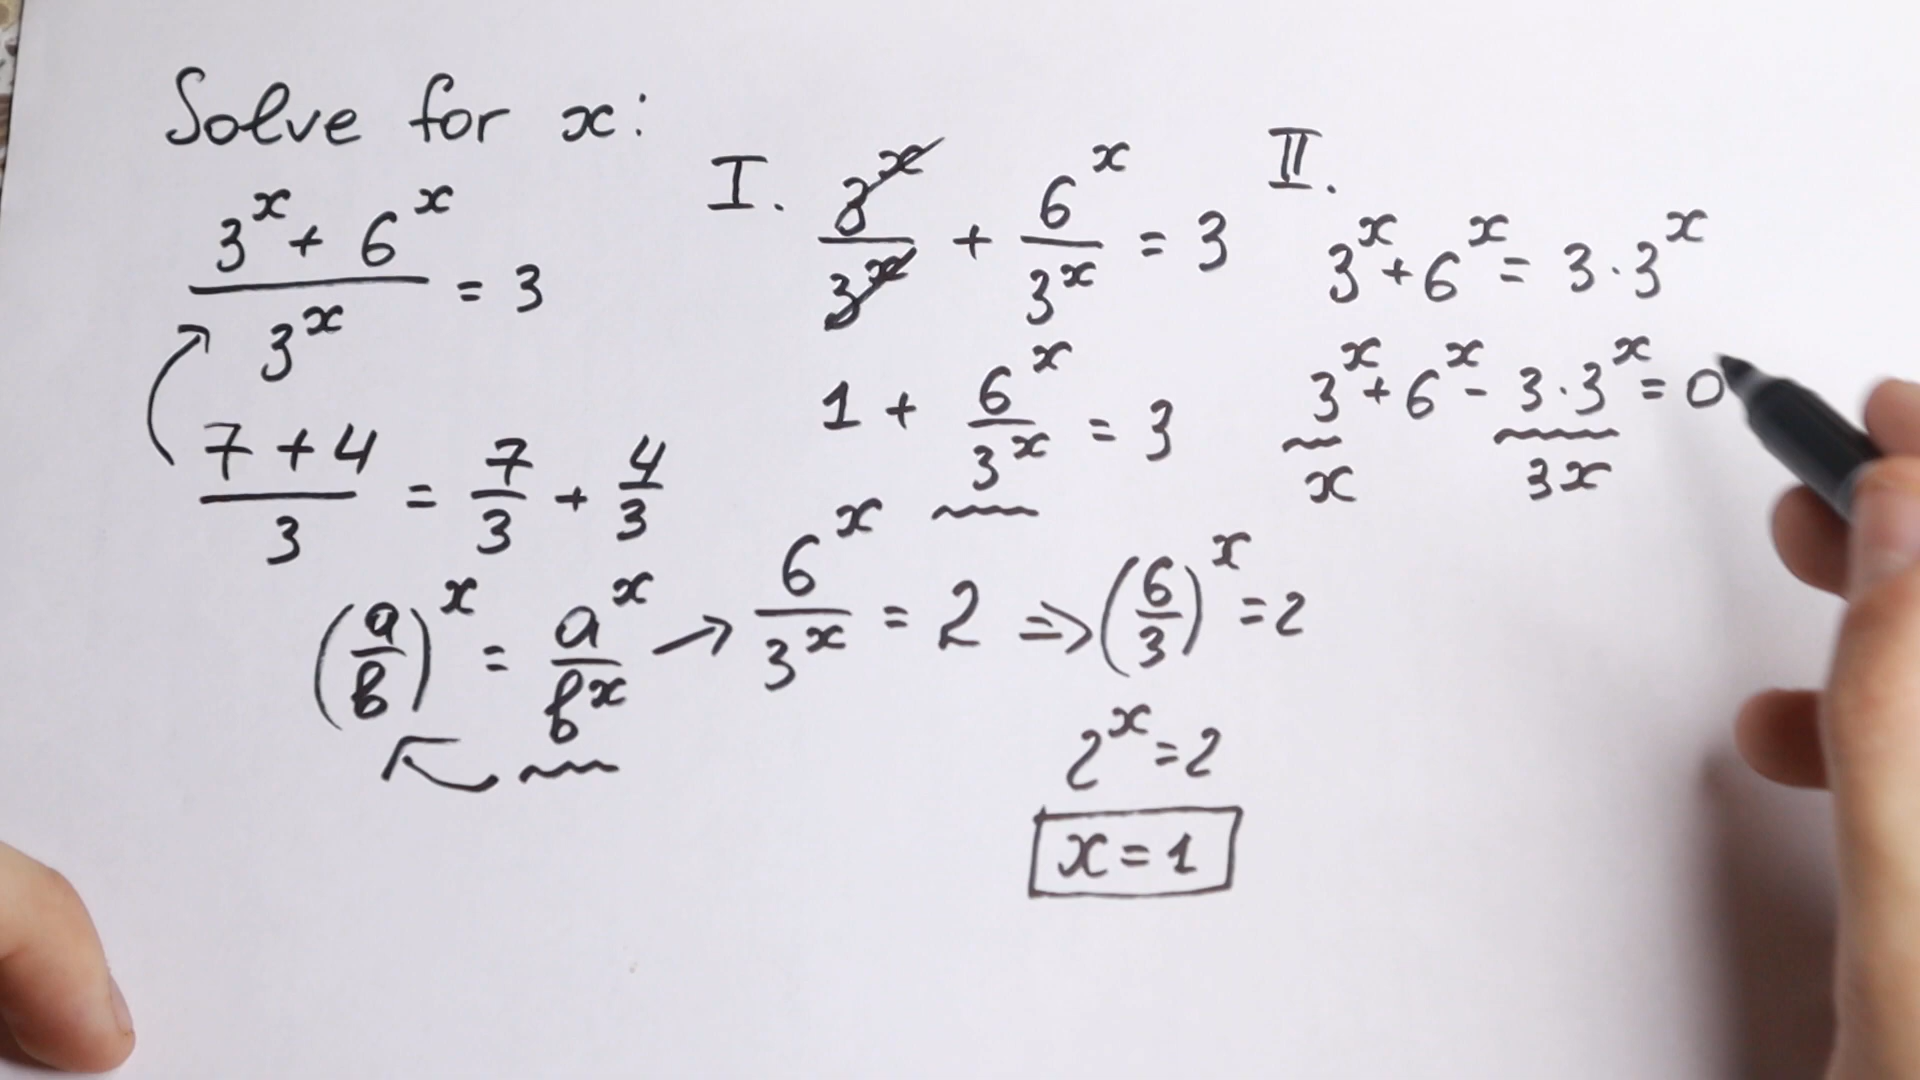 Solve for x:
(3^x + 6^x)/3^x = 3
(7 + 4)/3 = 7/3 + 4/3
(a/b)^x = a^x/b^x →
I. 3^x/3^x + 6^x/3^x = 3
1 + 6^x/3^x = 3
6^x/3^x = 2 ⇒ (6/3)^x = 2
2^x = 2
x = 1
II.
3^x + 6^x = 3·3^x
3^x + 6^x - 3·3^x = 0
x 3x